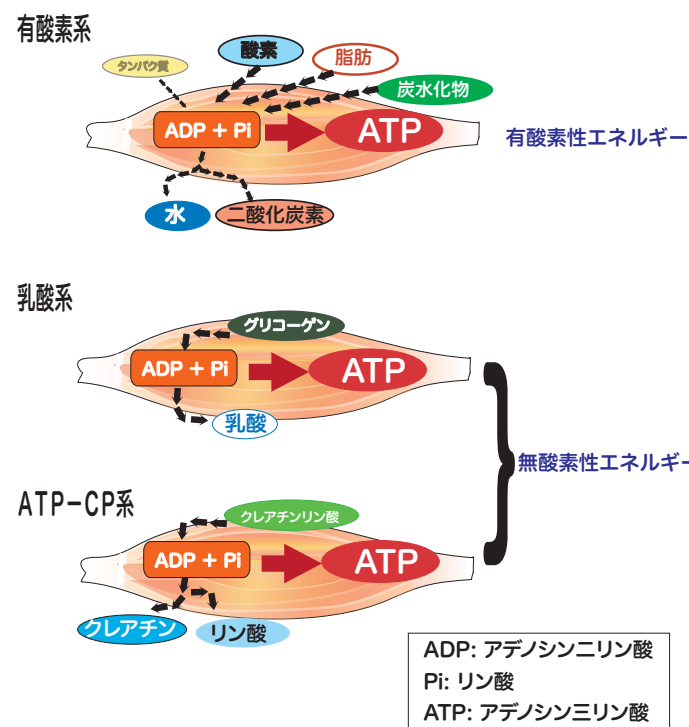 有酸素系
酸素
脂肪
タンパク質
炭水化物
ADP + Pi
ATP
有酸素性エネルギー
水
二酸化炭素
乳酸系
グリコーゲン
ADP + Pi
ATP
乳酸
無酸素性エネルギー
ATP−CP系
クレアチンリン酸
ADP + Pi
ATP
クレアチン
リン酸
ADP: アデノシン二リン酸
Pi: リン酸
ATP: アデノシン三リン酸